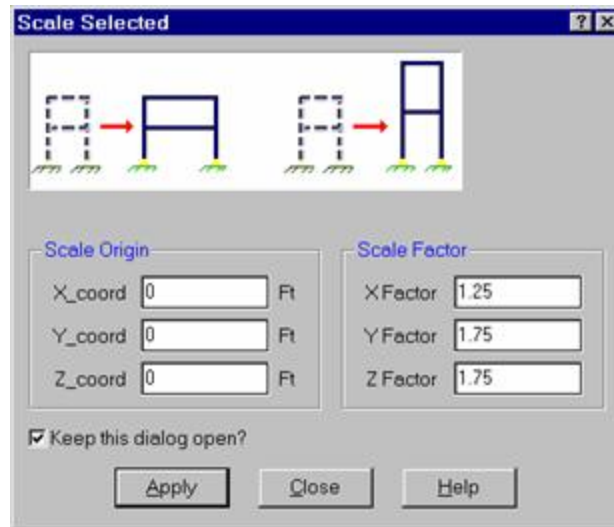 Scale Selected
Scale Origin
X_coord 0 Ft
Y_coord 0 Ft
Z_coord 0 Ft
Scale Factor
X Factor 1.25
Y Factor 1.75
Z Factor 1.75
Keep this dialog open?
Apply Close Help